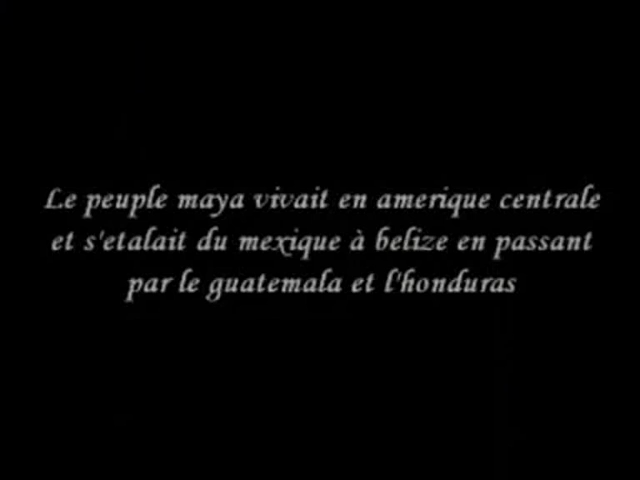 Le peuple maya vivait en amerique centrale
et s'etalait du mexique à belize en passant
par le guatemala et l'honduras